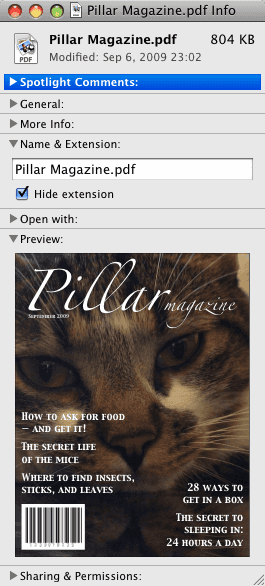 Pillar Magazine.pdf Info
Pillar Magazine.pdf 804 KB
Modified: Sep 6, 2009 23:02
PDF
Spotlight Comments:
General:
More Info:
Name & Extension:
Pillar Magazine.pdf
Hide extension
Open with:
Preview:
Pillar magazine
September 2009
How to ask for food
– and get it!
The secret life
of the mice
Where to find insects,
sticks, and leaves
28 ways to
get in a box
The secret to
sleeping in:
24 hours a day
Sharing & Permissions: